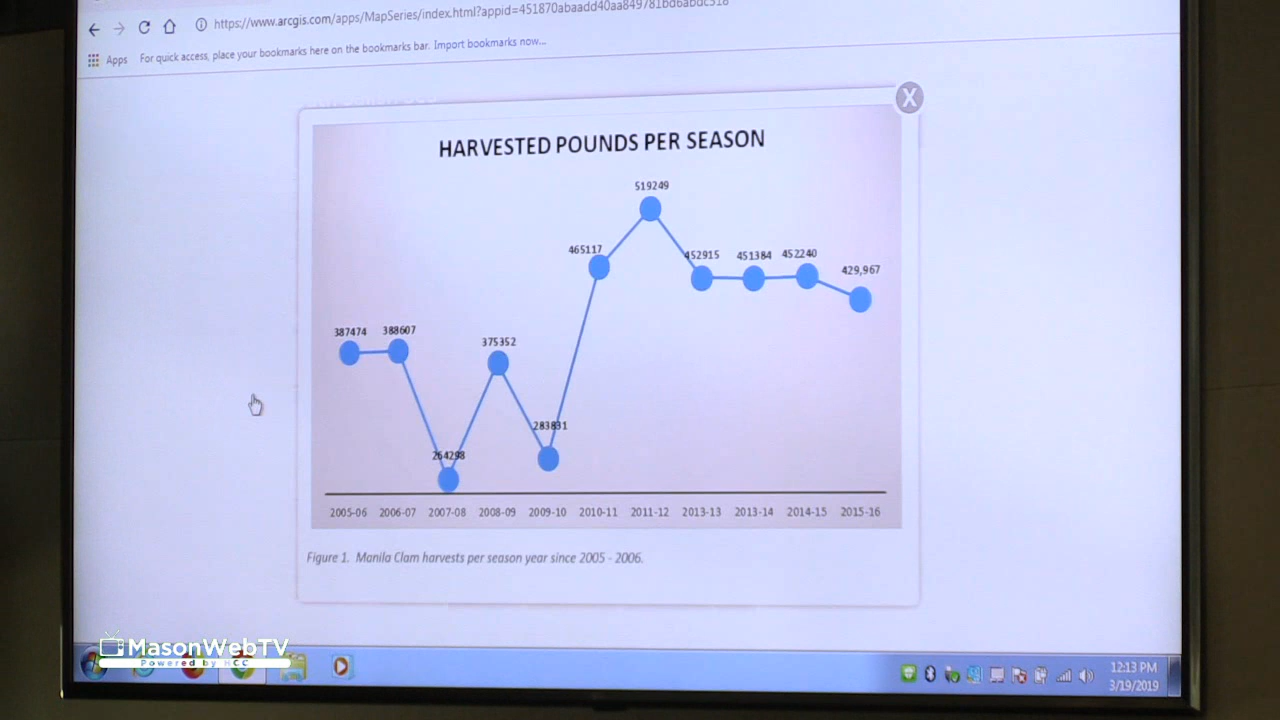 https://www.arcgis.com/apps/MapSeries/index.html?appid=451870abaadd40aa849781bd6abdc318
Apps
For quick access, place your bookmarks here on the bookmarks bar. Import bookmarks now...
X
HARVESTED POUNDS PER SEASON
519249
465117
452915
451384
452240
429,967
387474
388607
375352
283831
264298
2005-06 2006-07 2007-08 2008-09 2009-10 2010-11 2011-12 2013-13 2013-14 2014-15 2015-16
Figure 1. Manila Clam harvests per season year since 2005 - 2006.
MasonWebTV
Powered by HCC
12:13 PM
3/19/2019